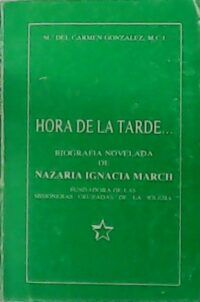 Mª DEL CARMEN GONZALEZ, M.C.I.
HORA DE LA TARDE...
BIOGRAFIA NOVELADA
DE
NAZARIA IGNACIA MARCH
FUNDADORA DE LAS
MISIONERAS CRUZADAS DE LA IGLESIA